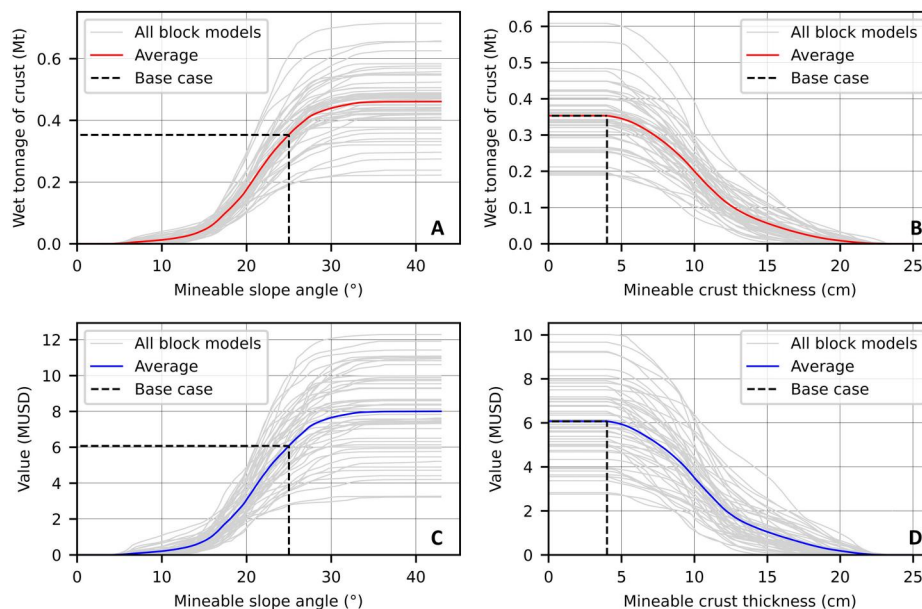 Wet tonnage of crust (Mt)
0.6
0.4
0.2
0.0
All block models
Average
Base case
A
0 10 20 30 40
Mineable slope angle (°)
Wet tonnage of crust (Mt)
0.6
0.5
0.4
0.3
0.2
0.1
0.0
All block models
Average
Base case
B
0 5 10 15 20 25
Mineable crust thickness (cm)
Value (MUSD)
12
10
8
6
4
2
0
All block models
Average
Base case
C
0 10 20 30 40
Mineable slope angle (°)
Value (MUSD)
10
8
6
4
2
0
All block models
Average
Base case
D
0 5 10 15 20 25
Mineable crust thickness (cm)